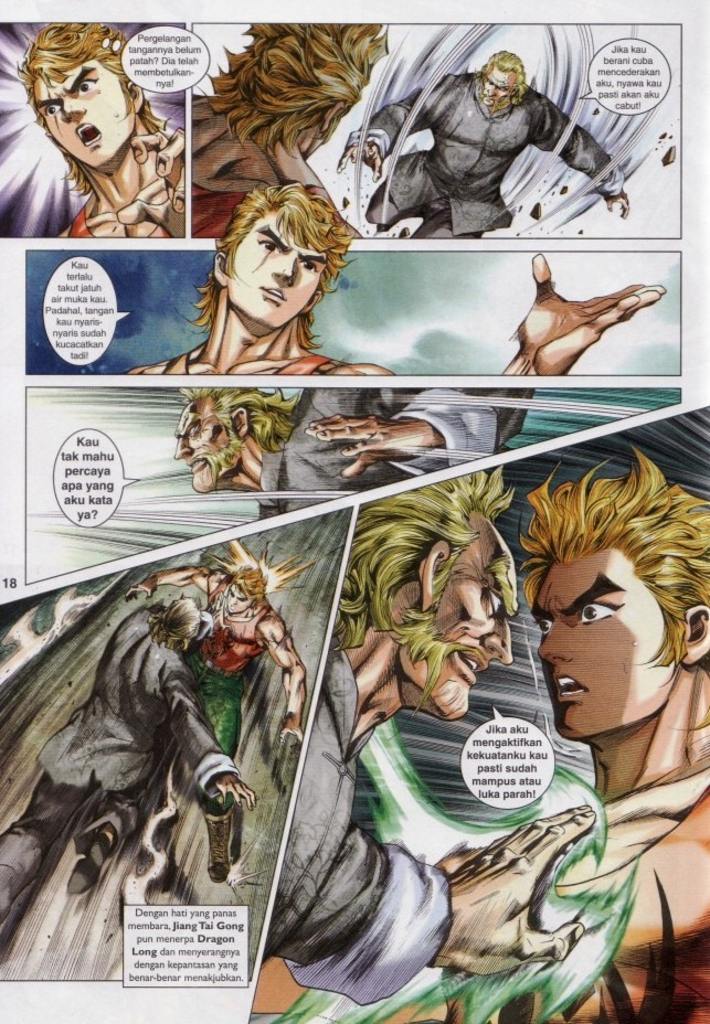 Pergelangan
tangannya belum
patah? Dia telah
membetulkan-
nya!
Jika kau
berani cuba
mencederakan
aku, nyawa kau
pasti akan aku
cabut!
Kau
terlalu
takut jatuh
air muka kau.
Padahal, tangan
kau nyaris-
nyaris sudah
kucacatkan
tadi!
Kau
tak mahu
percaya
apa yang
aku kata
ya?
18
Dengan hati yang panas
membara, Jiang Tai Gong
pun menerpa Dragon
Long dan menyerangnya
dengan kepantasan yang
benar-benar menakjubkan.
Jika aku
mengaktifkan
kekuatanku kau
pasti sudah
mampus atau
luka parah!